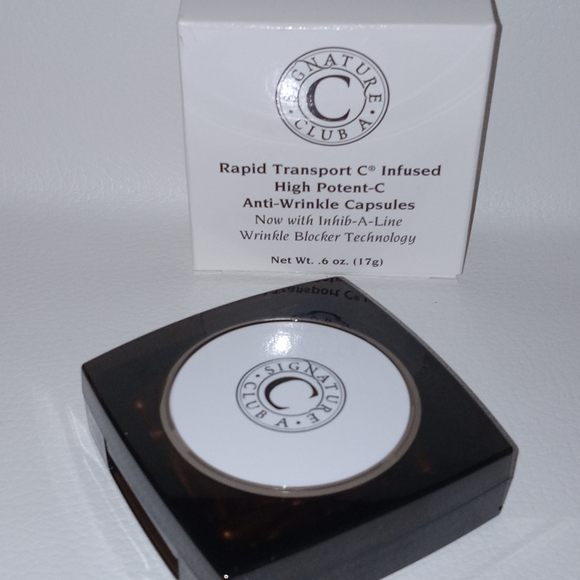 SIGNATURE
C
CLUB A
Rapid Transport C® Infused
High Potent-C
Anti-Wrinkle Capsules
Now with Inhib-A-Line
Wrinkle Blocker Technology
Net Wt. .6 oz. (17g)
SIGNATURE
C
CLUB A